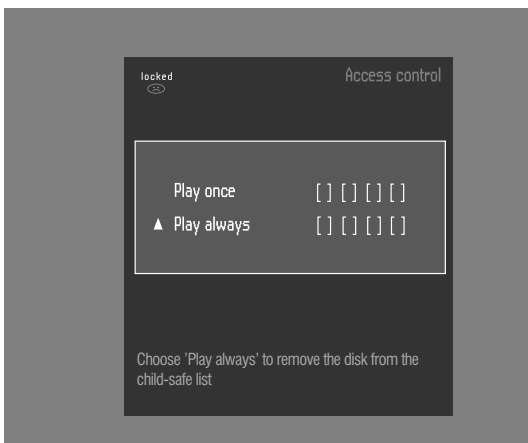 locked
Access control
Play once [ ] [ ] [ ] [ ]
▲ Play always [ ] [ ] [ ] [ ]
Choose 'Play always' to remove the disk from the
child-safe list